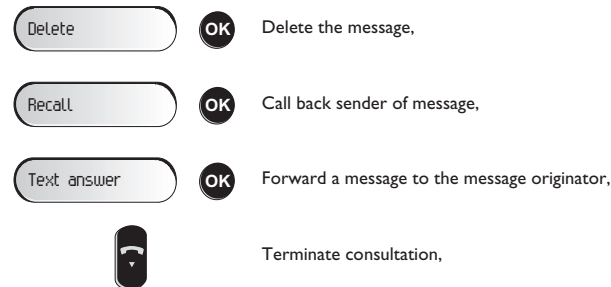 Delete OK Delete the message,
Recall OK Call back sender of message,
Text answer OK Forward a message to the message originator,
Terminate consultation,